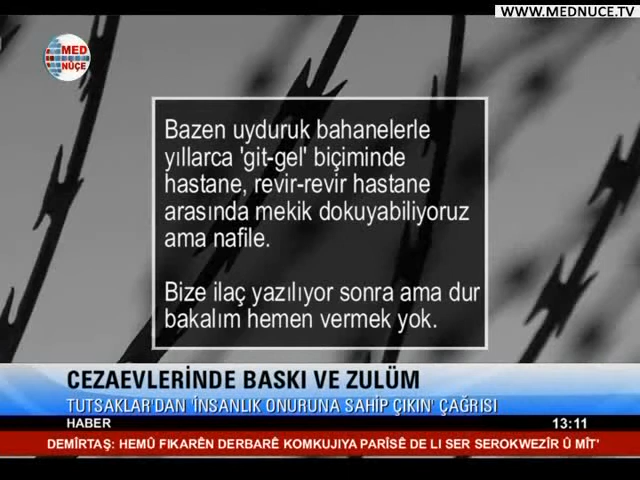 WWW.MEDNUCE.TV
MED
NÛÇE
Bazen uyduruk bahanelerle
yıllarca 'git-gel' biçiminde
hastane, revir-revir hastane
arasında mekik dokuyabiliyoruz
ama nafile.
Bize ilaç yazılıyor sonra ama dur
bakalım hemen vermek yok.
CEZAEVLERİNDE BASKI VE ZULÜM
TUTSAKLAR'DAN 'İNSANLIK ONURUNA SAHİP ÇIKIN' ÇAĞRISI
HABER 13:11
DEMİRTAŞ: HEMÛ FIKARÊN DERBARÊ KOMKUJIYA PARÎSÊ DE LI SER SEROKWEZÎR Û MÎT'